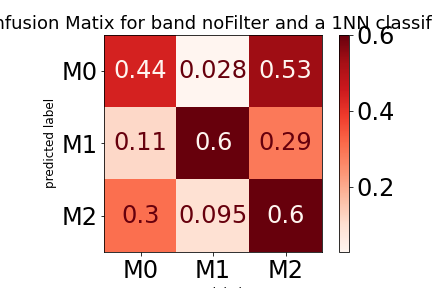 nfusion Matix for band noFilter and a 1NN classif
M0 0.44 0.028 0.53
M1 0.11 0.6 0.29
M2 0.3 0.095 0.6
M0 M1 M2
predicted label
0.6
0.4
0.2